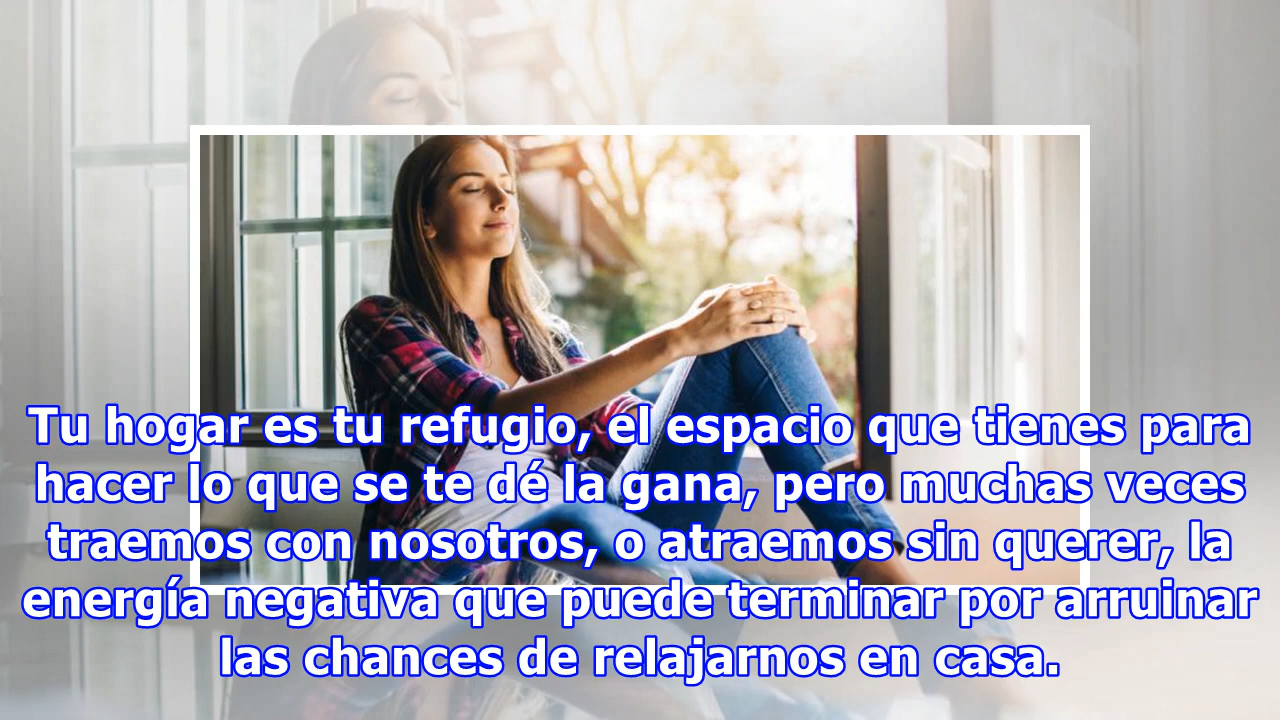 Tu hogar es tu refugio, el espacio que tienes para
hacer lo que se te dé la gana, pero muchas veces
traemos con nosotros, o atraemos sin querer, la
energía negativa que puede terminar por arruinar
las chances de relajarnos en casa.